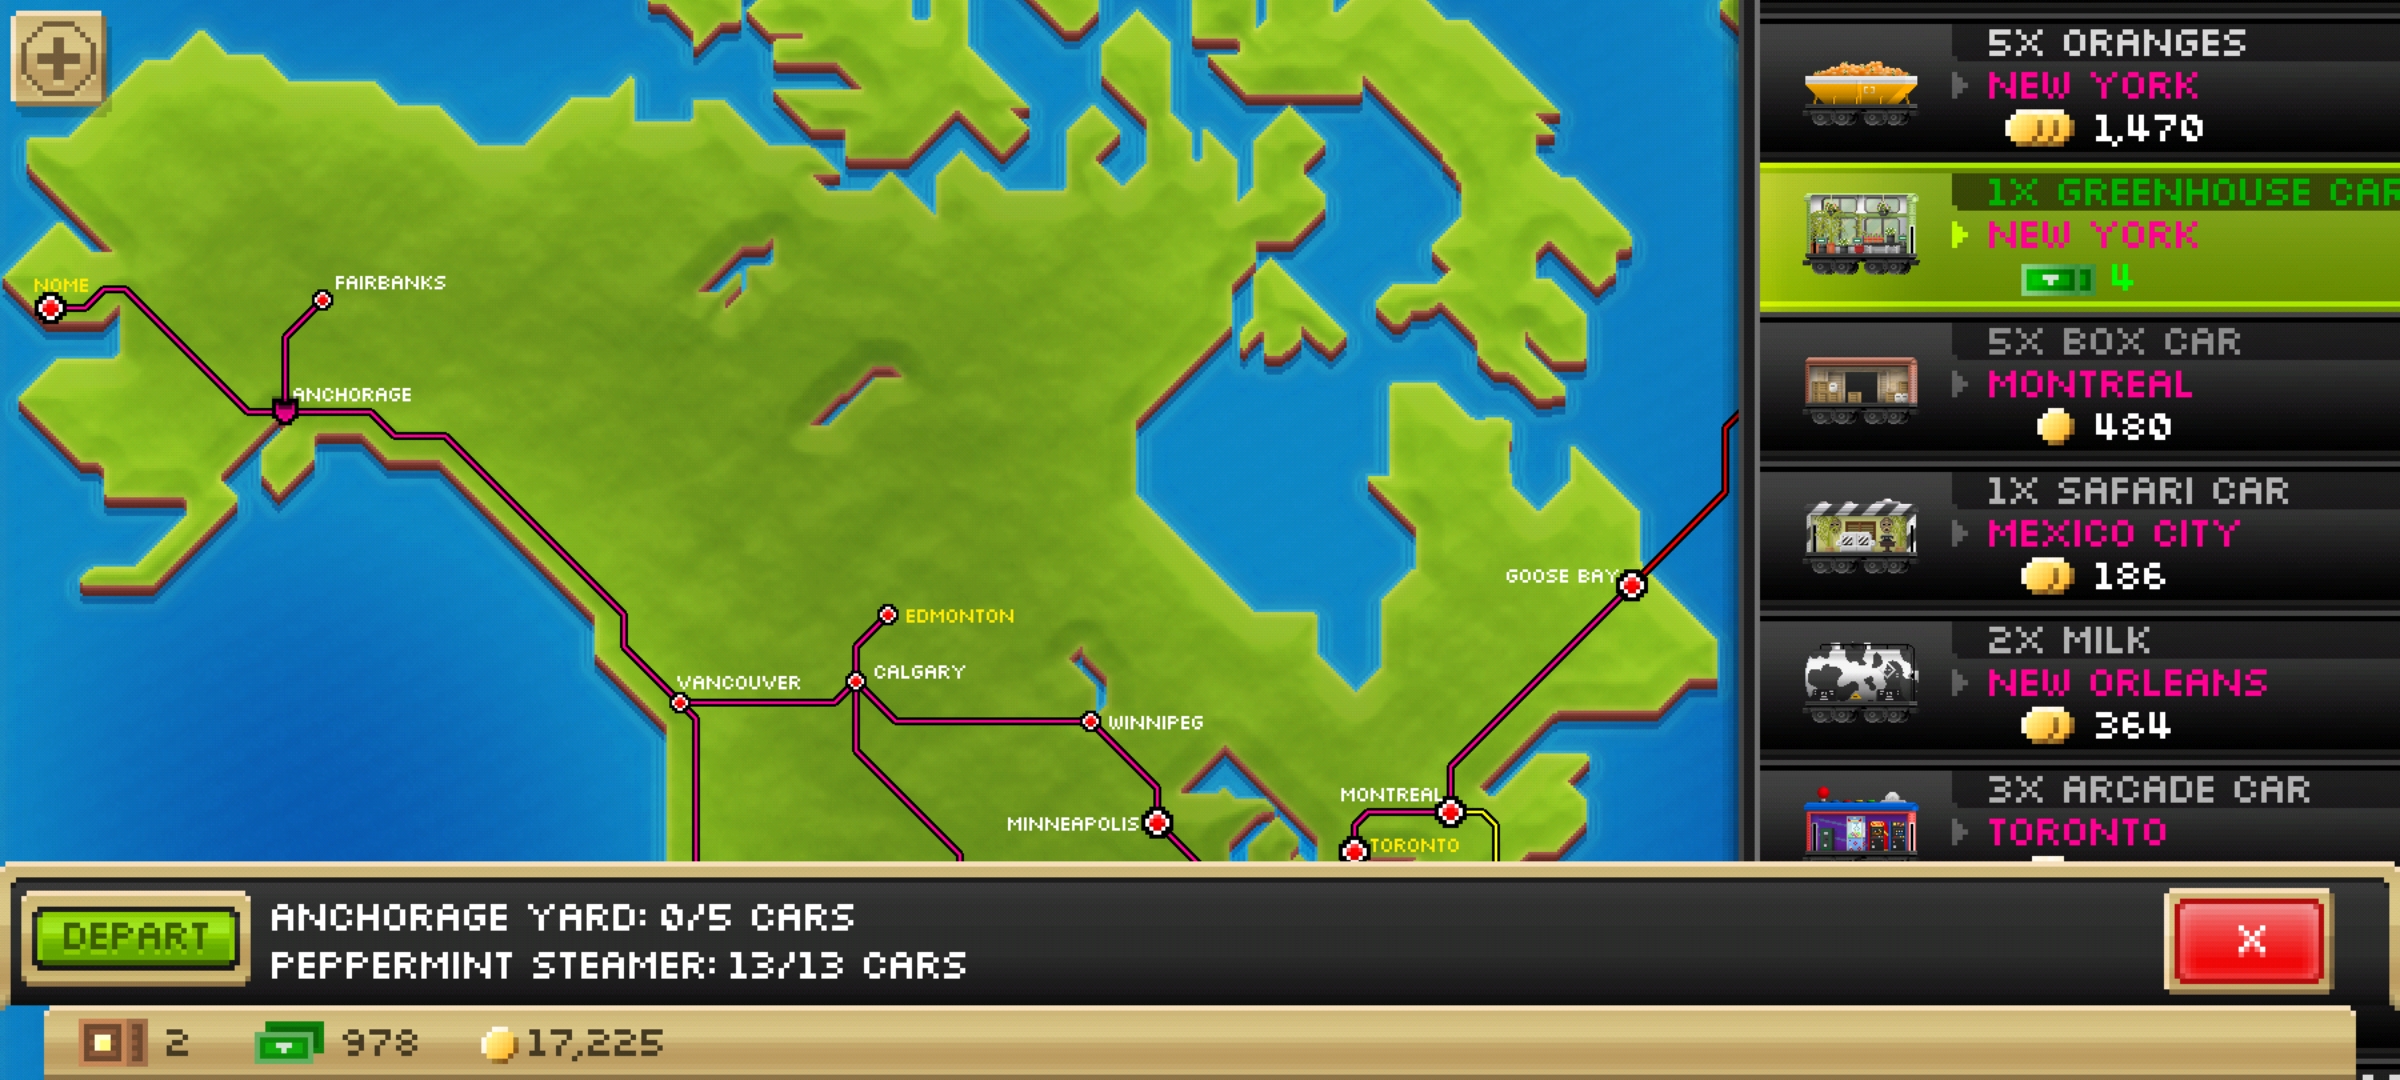 5X ORANGES
NEW YORK
1,470
1X GREENHOUSE CAR
NEW YORK
4
5X BOX CAR
MONTREAL
480
1X SAFARI CAR
MEXICO CITY
186
2X MILK
NEW ORLEANS
364
3X ARCADE CAR
TORONTO
NOME
FAIRBANKS
ANCHORAGE
GOOSE BAY
EDMONTON
CALGARY
VANCOUVER
WINNIPEG
MONTREAL
MINNEAPOLIS
TORONTO
DEPART
ANCHORAGE YARD: 0/5 CARS
PEPPERMINT STEAMER: 13/13 CARS
X
2
978
17,225